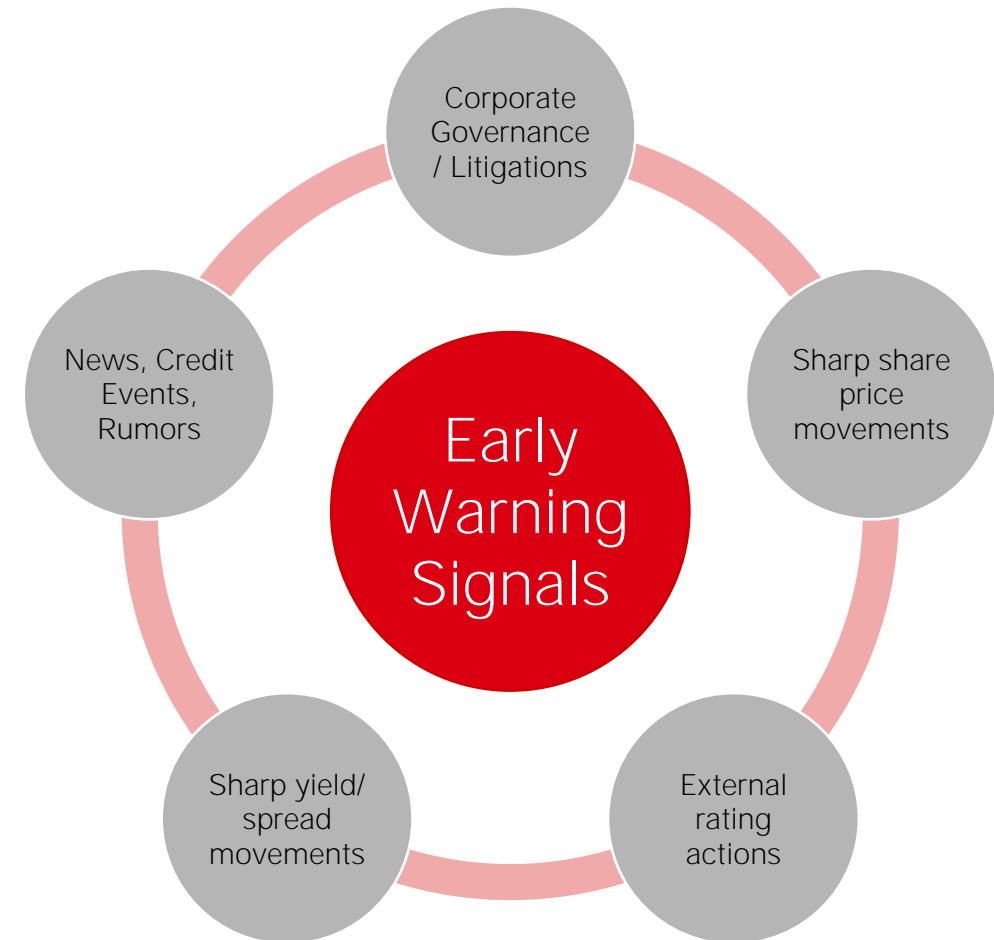 Corporate
Governance
/ Litigations
News, Credit
Events,
Rumors
Sharp share
price
movements
Early
Warning
Signals
Sharp yield/
spread
movements
External
rating
actions